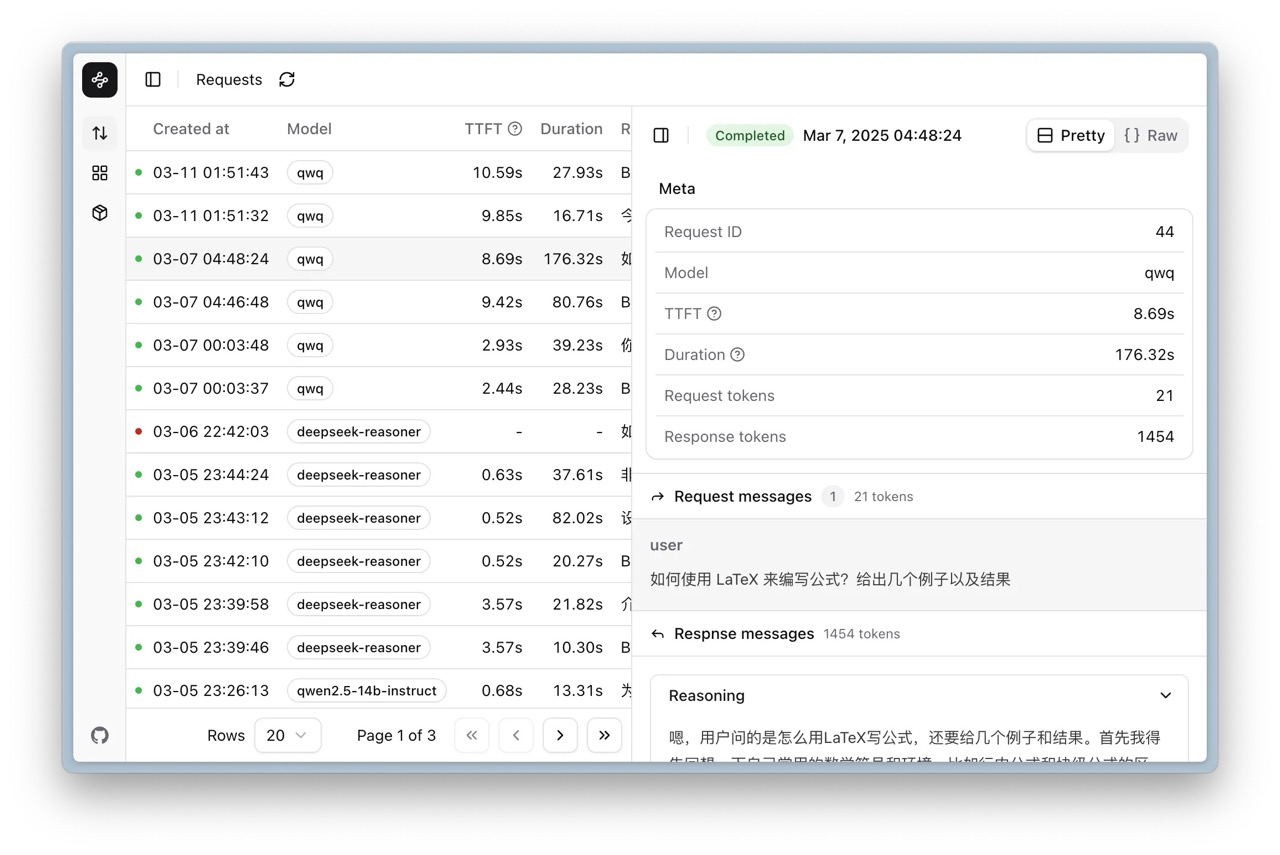 Requests
Created at Model TTFT Duration R
03-11 01:51:43 qwq 10.59s 27.93s B
03-11 01:51:32 qwq 9.85s 16.71s 今
03-07 04:48:24 qwq 8.69s 176.32s 如
03-07 04:46:48 qwq 9.42s 80.76s B
03-07 00:03:48 qwq 2.93s 39.23s 你
03-07 00:03:37 qwq 2.44s 28.23s B
03-06 22:42:03 deepseek-reasoner - - 如
03-05 23:44:24 deepseek-reasoner 0.63s 37.61s 非
03-05 23:43:12 deepseek-reasoner 0.52s 82.02s 设
03-05 23:42:10 deepseek-reasoner 0.52s 20.27s B
03-05 23:39:58 deepseek-reasoner 3.57s 21.82s 介
03-05 23:39:46 deepseek-reasoner 3.57s 10.30s B
03-05 23:26:13 qwen2.5-14b-instruct 0.68s 13.31s 为
Rows 20 Page 1 of 3
Completed Mar 7, 2025 04:48:24 Pretty {} Raw
Meta
Request ID 44
Model qwq
TTFT 8.69s
Duration 176.32s
Request tokens 21
Response tokens 1454
Request messages 1 21 tokens
user
如何使用 LaTeX 来编写公式？给出几个例子以及结果
Respnse messages 1454 tokens
Reasoning
嗯，用户问的是怎么用LaTeX写公式，还要给几个例子和结果。首先我得